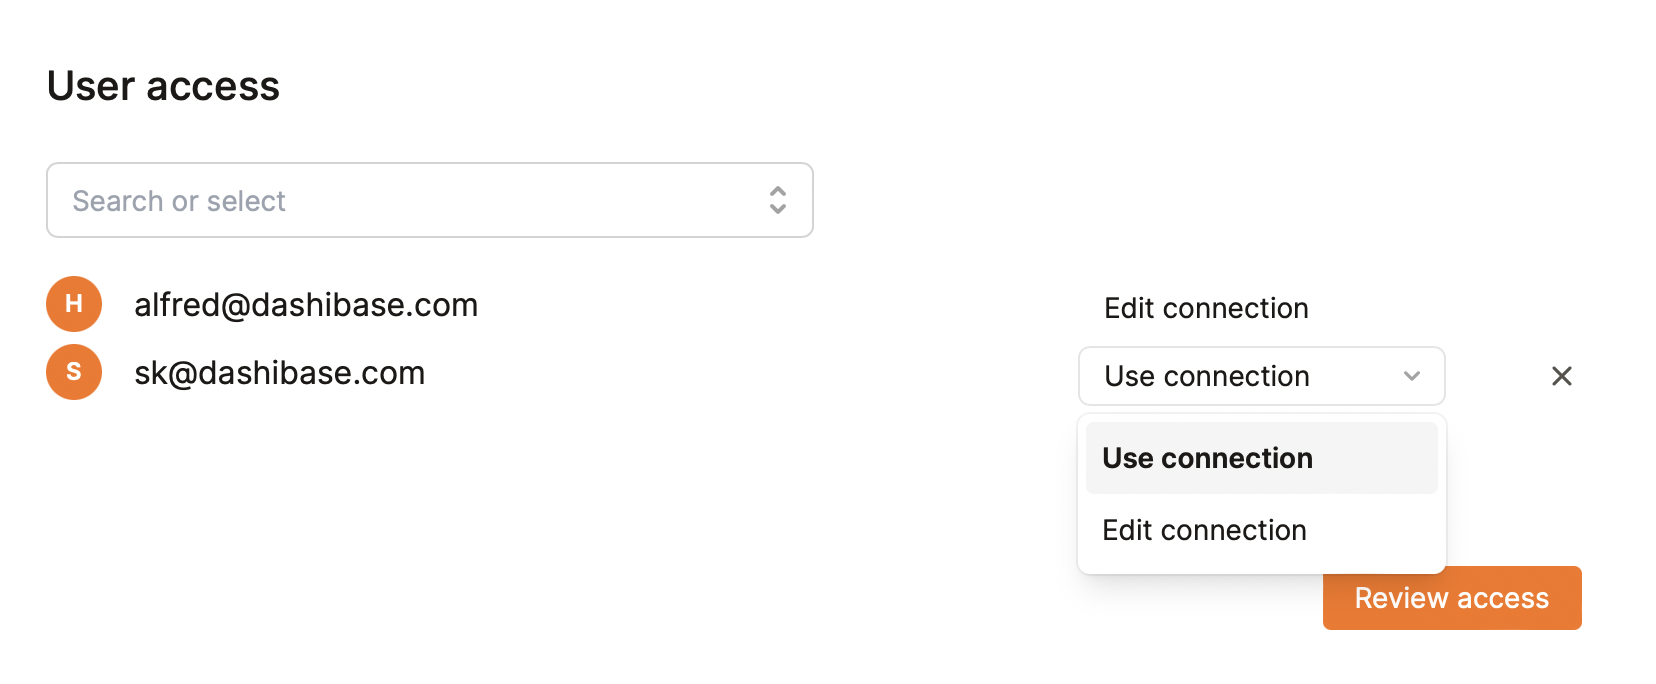 User access
Search or select
H alfred@dashibase.com Edit connection
S sk@dashibase.com Use connection
Use connection
Edit connection
Review access